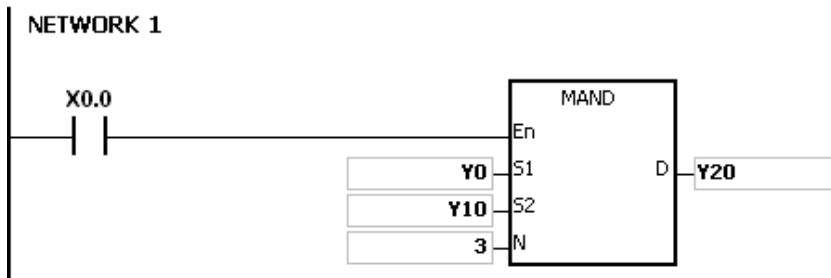 NETWORK 1
X0.0
MAND
En
Y0 S1 D Y20
Y10 S2
3 N